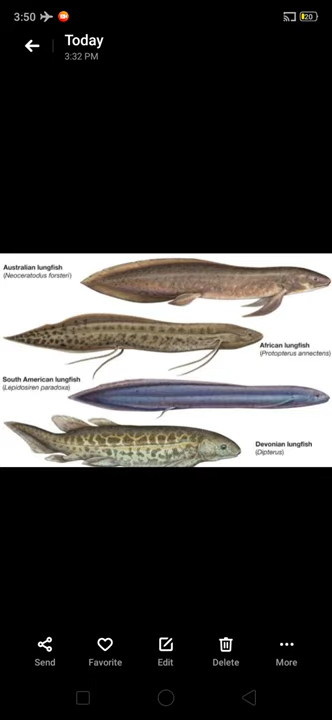 3:50
20
Today
3:32 PM
Australian lungfish
(Neoceratodus forsteri)
African lungfish
(Protopterus annectens)
South American lungfish
(Lepidosiren paradoxa)
Devonian lungfish
(Dipterus)
Send
Favorite
Edit
Delete
More